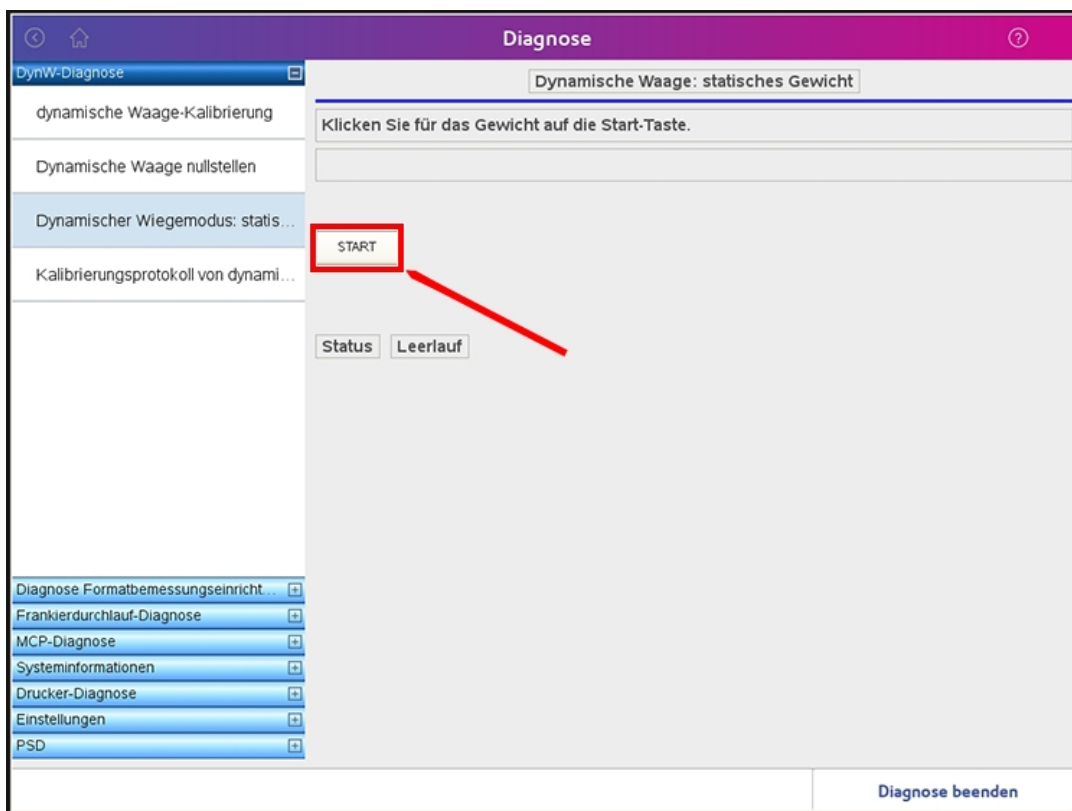 Diagnose
DynW-Diagnose
dynamische Waage-Kalibrierung
Dynamische Waage nullstellen
Dynamischer Wiegemodus: statis...
Kalibrierungsprotokoll von dynami...
Diagnose Formatbemessungseinricht...
Frankierdurchlauf-Diagnose
MCP-Diagnose
Systeminformationen
Drucker-Diagnose
Einstellungen
PSD
Dynamische Waage: statisches Gewicht
Klicken Sie für das Gewicht auf die Start-Taste.
START
Status Leerlauf
Diagnose beenden